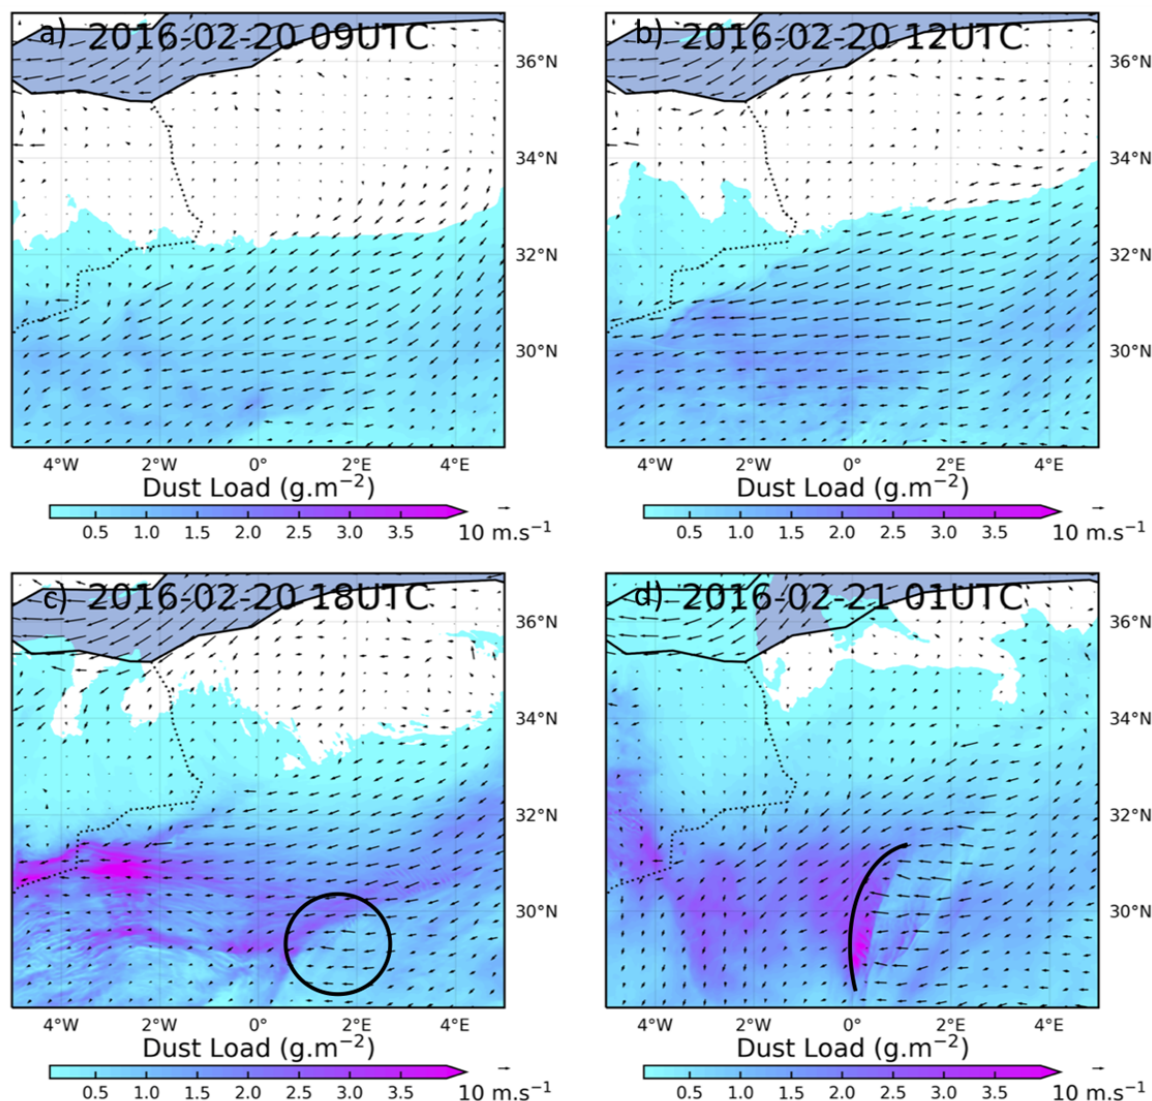 a) 2016-02-20 09UTC
36°N
34°N
32°N
30°N
4°W 2°W 0° 2°E 4°E
Dust Load (g.m⁻²)
0.5 1.0 1.5 2.0 2.5 3.0 3.5 10 m.s⁻¹
b) 2016-02-20 12UTC
36°N
34°N
32°N
30°N
4°W 2°W 0° 2°E 4°E
Dust Load (g.m⁻²)
0.5 1.0 1.5 2.0 2.5 3.0 3.5 10 m.s⁻¹
c) 2016-02-20 18UTC
36°N
34°N
32°N
30°N
4°W 2°W 0° 2°E 4°E
Dust Load (g.m⁻²)
0.5 1.0 1.5 2.0 2.5 3.0 3.5 10 m.s⁻¹
d) 2016-02-21 01UTC
36°N
34°N
32°N
30°N
4°W 2°W 0° 2°E 4°E
Dust Load (g.m⁻²)
0.5 1.0 1.5 2.0 2.5 3.0 3.5 10 m.s⁻¹